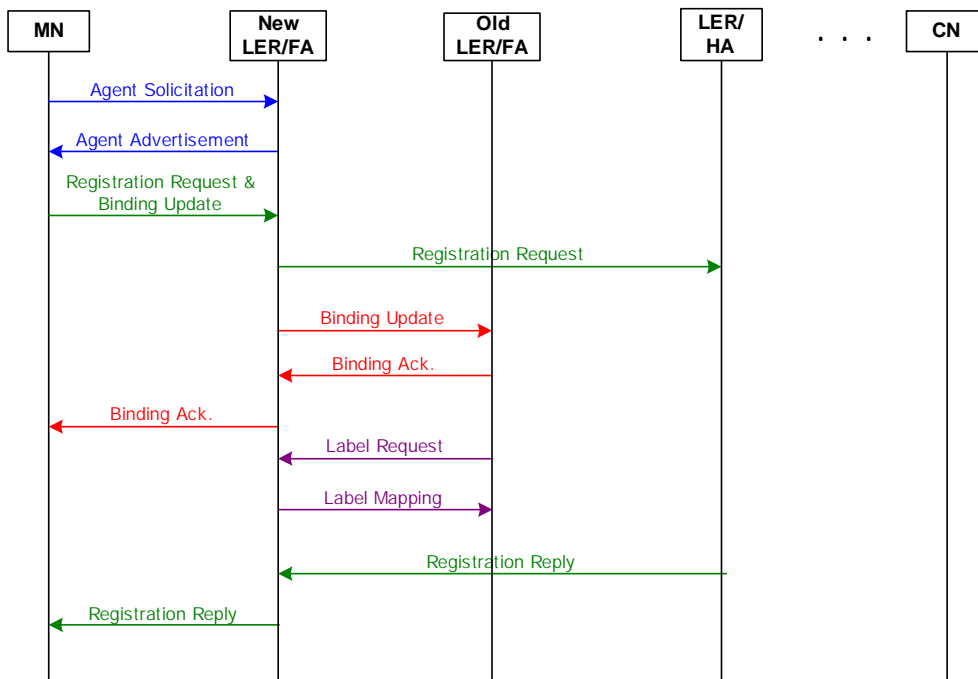 MN
New
LER/FA
Old
LER/FA
LER/
HA
. . .
CN
Agent Solicitation
Agent Advertisement
Registration Request &
Binding Update
Registration Request
Binding Update
Binding Ack.
Binding Ack.
Label Request
Label Mapping
Registration Reply
Registration Reply